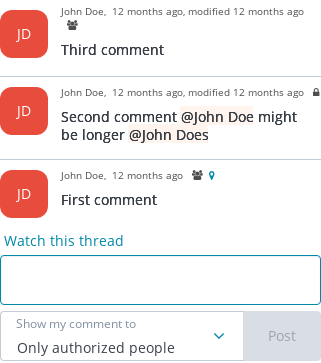 John Doe, 12 months ago, modified 12 months ago
JD
Third comment
John Doe, 12 months ago, modified 12 months ago
JD
Second comment @John Doe might
be longer @John Does
John Doe, 12 months ago
JD
First comment
Watch this thread
Show my comment to
Only authorized people
Post